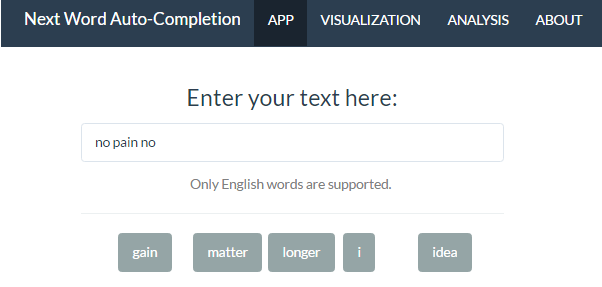 Next Word Auto-Completion APP VISUALIZATION ANALYSIS ABOUT
Enter your text here:
no pain no
Only English words are supported.
gain matter longer i idea